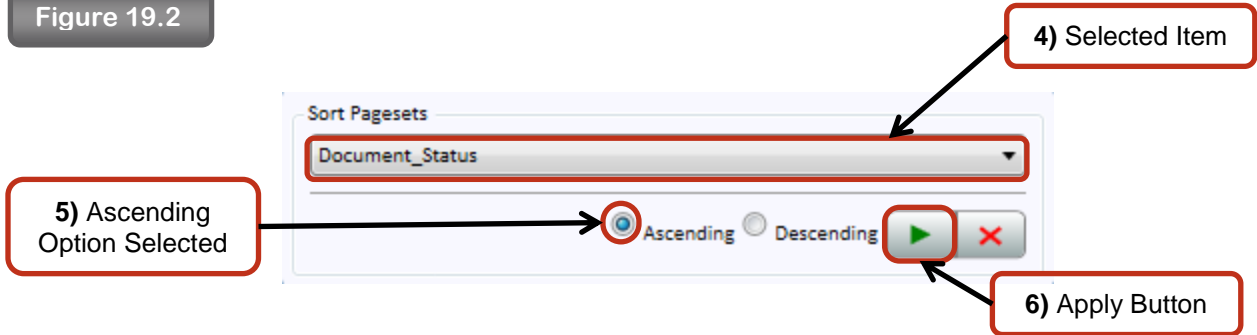 Figure 19.2
4) Selected Item
Sort Pagesets
Document_Status
5) Ascending
Option Selected
Ascending Descending
6) Apply Button